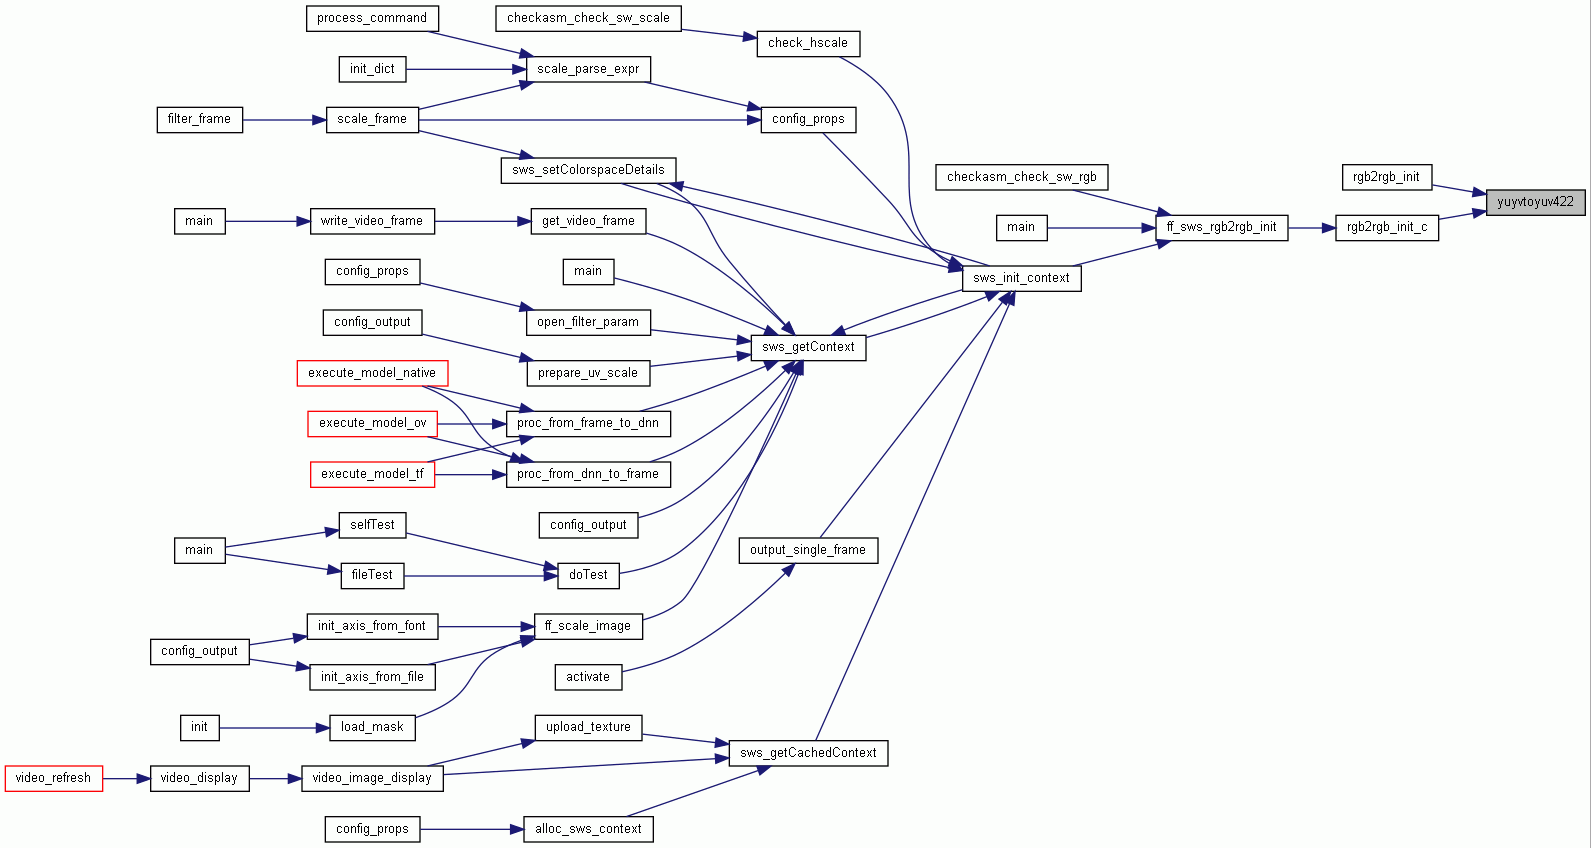 process_command
checkasm_check_sw_scale
check_hscale
init_dict
scale_parse_expr
filter_frame
scale_frame
config_props
sws_setColorspaceDetails
checkasm_check_sw_rgb
rgb2rgb_init
yuyvtoyuv422
main
write_video_frame
get_video_frame
main
ff_sws_rgb2rgb_init
rgb2rgb_init_c
config_props
main
sws_init_context
config_output
open_filter_param
sws_getContext
execute_model_native
prepare_uv_scale
execute_model_ov
proc_from_frame_to_dnn
execute_model_tf
proc_from_dnn_to_frame
selfTest
config_output
main
output_single_frame
fileTest
doTest
init_axis_from_font
ff_scale_image
config_output
init_axis_from_file
activate
init
load_mask
upload_texture
sws_getCachedContext
video_refresh
video_display
video_image_display
config_props
alloc_sws_context